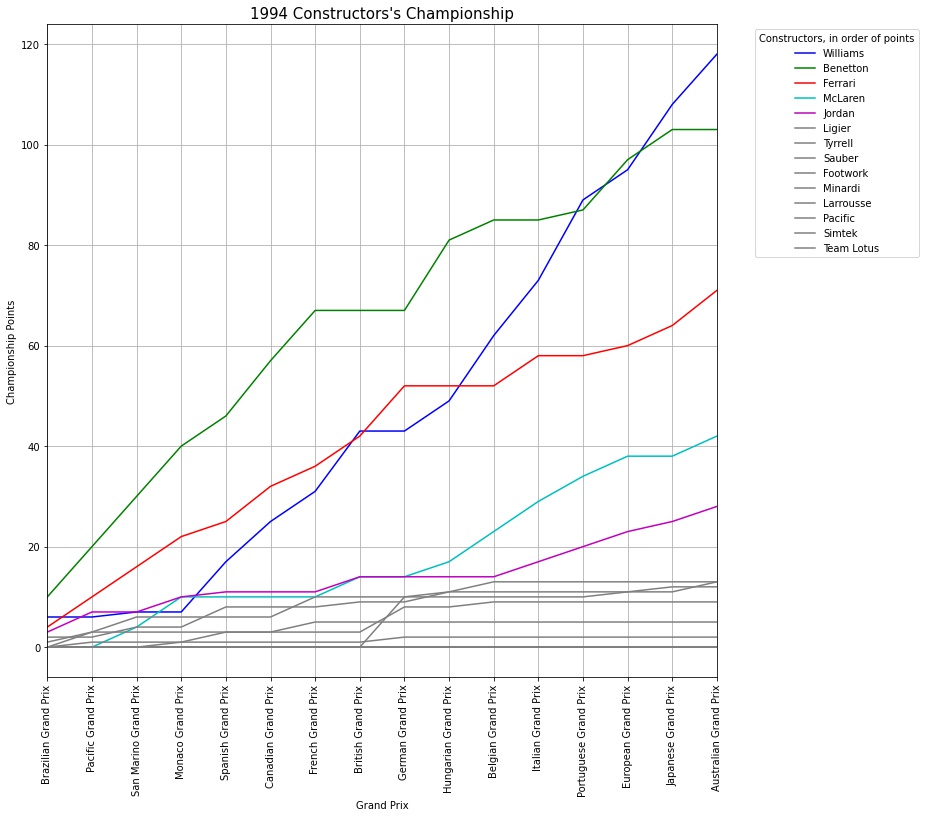 1994 Constructors's Championship
Championship Points
120
100
80
60
40
20
0
Brazilian Grand Prix
Pacific Grand Prix
San Marino Grand Prix
Monaco Grand Prix
Spanish Grand Prix
Canadian Grand Prix
French Grand Prix
British Grand Prix
German Grand Prix
Hungarian Grand Prix
Belgian Grand Prix
Italian Grand Prix
Portuguese Grand Prix
European Grand Prix
Japanese Grand Prix
Australian Grand Prix
Grand Prix
Constructors, in order of points
Williams
Benetton
Ferrari
McLaren
Jordan
Ligier
Tyrrell
Sauber
Footwork
Minardi
Larrousse
Pacific
Simtek
Team Lotus